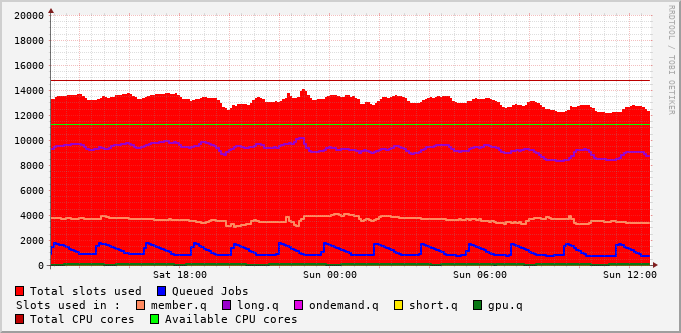 20000
18000
16000
14000
12000
10000
8000
6000
4000
2000
0
Sat 18:00 Sun 00:00 Sun 06:00 Sun 12:00
Total slots used Queued Jobs
Slots used in : member.q long.q ondemand.q short.q gpu.q
Total CPU cores Available CPU cores
RRDTOOL / TOBI OETIKER